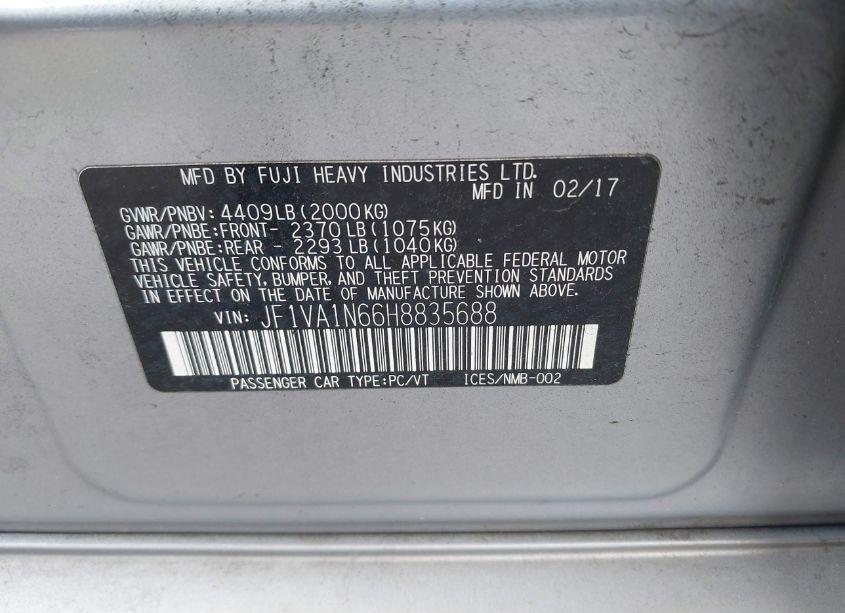 MFD BY FUJI HEAVY INDUSTRIES LTD.
MFD IN 02/17
GVWR/PNBV: 4409LB(2000KG)
GAWR/PNBE:FRONT- 2370LB(1075KG)
GAWR/PNBE:REAR - 2293LB(1040KG)
THIS VEHICLE CONFORMS TO ALL APPLICABLE FEDERAL MOTOR
VEHICLE SAFETY, BUMPER, AND THEFT PREVENTION STANDARDS
IN EFFECT ON THE DATE OF MANUFACTURE SHOWN ABOVE.
VIN: JF1VA1N66H8835688
PASSENGER CAR TYPE:PC/VT ICES/NMB-002